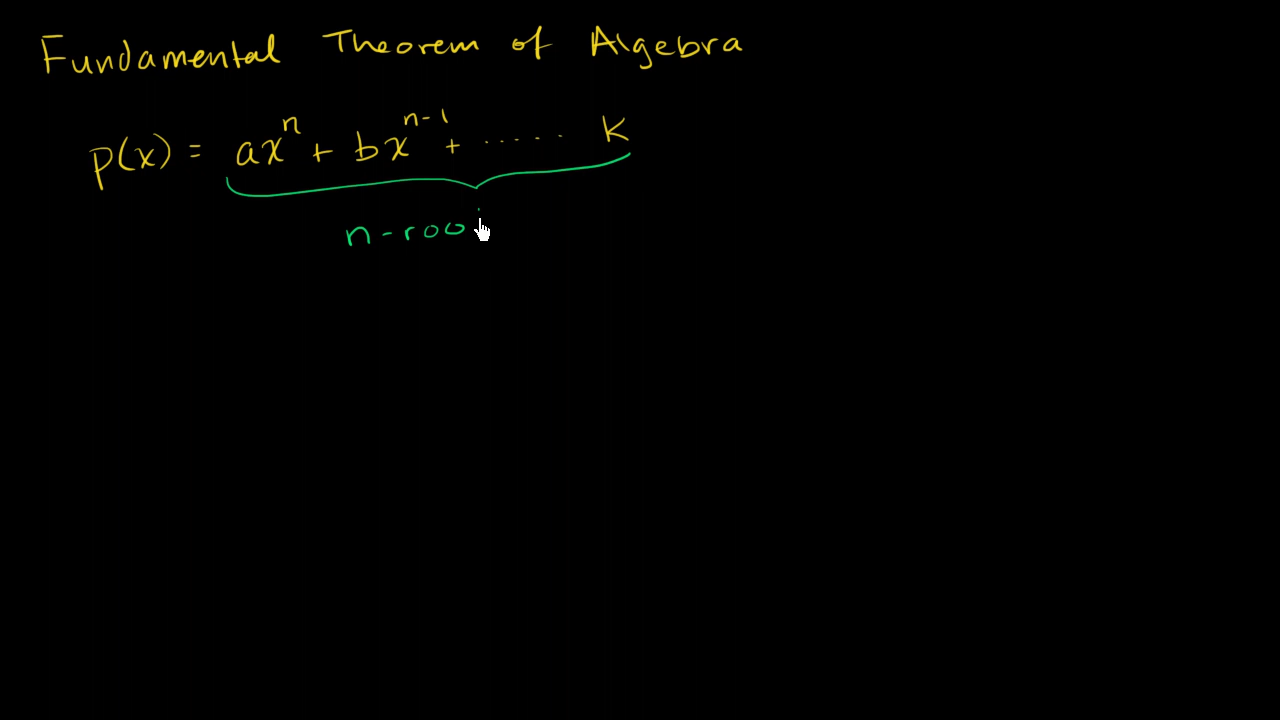 Fundamental Theorem of Algebra
p(x) = ax^n + bx^(n-1) + ..... K
n-roo